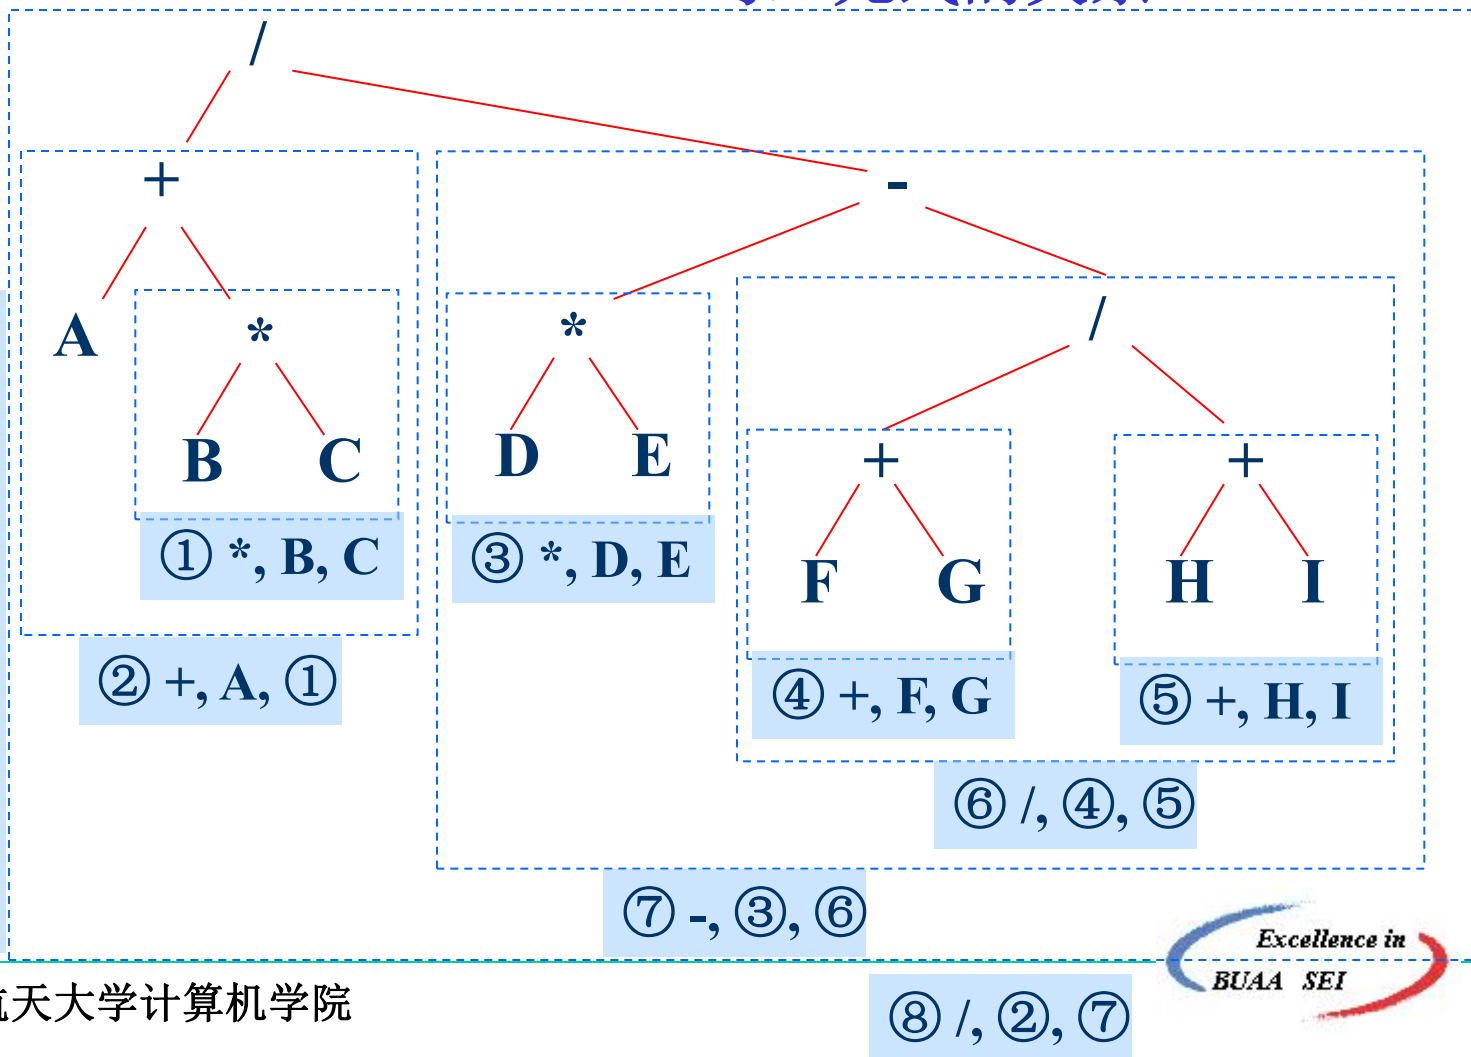 /
+
-
A
*
*
/
B C
D E
+
+
① *, B, C
③ *, D, E
F G
H I
② +, A, ①
④ +, F, G
⑤ +, H, I
⑥ /, ④, ⑤
⑦ -, ③, ⑥
Excellence in
BUAA SEI
天大学计算机学院
⑧ /, ②, ⑦